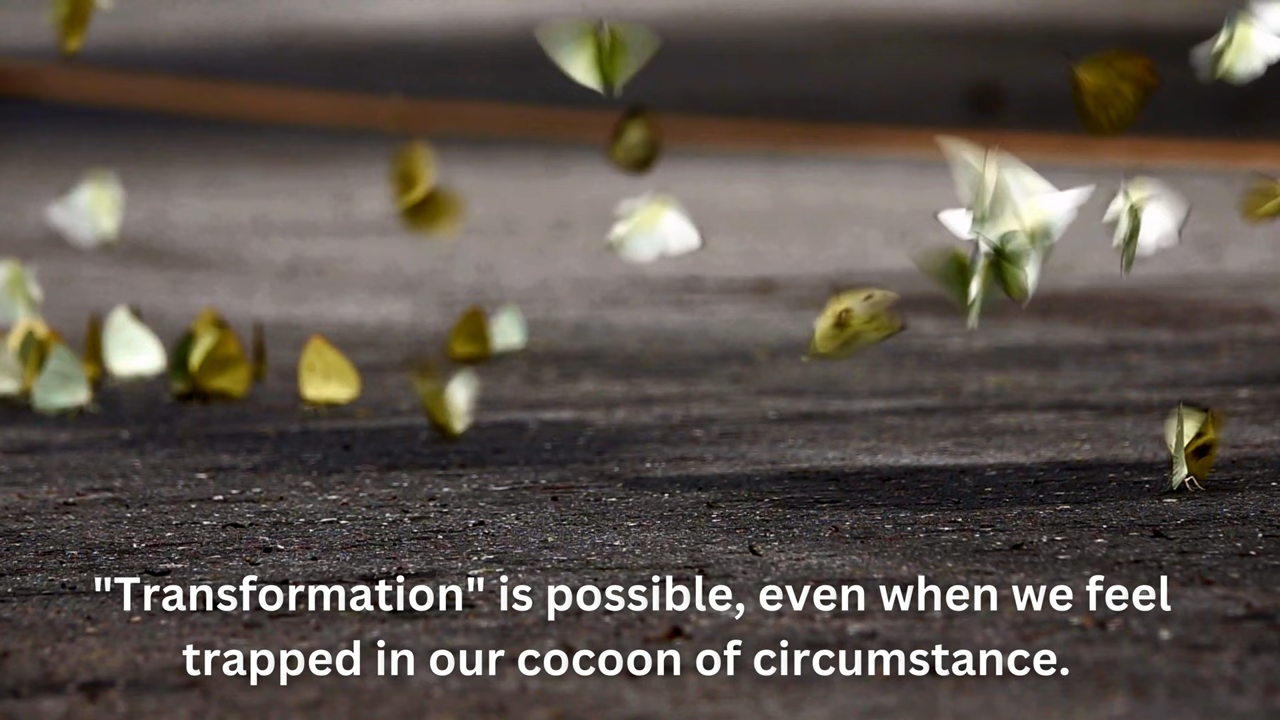 "Transformation" is possible, even when we feel
trapped in our cocoon of circumstance.